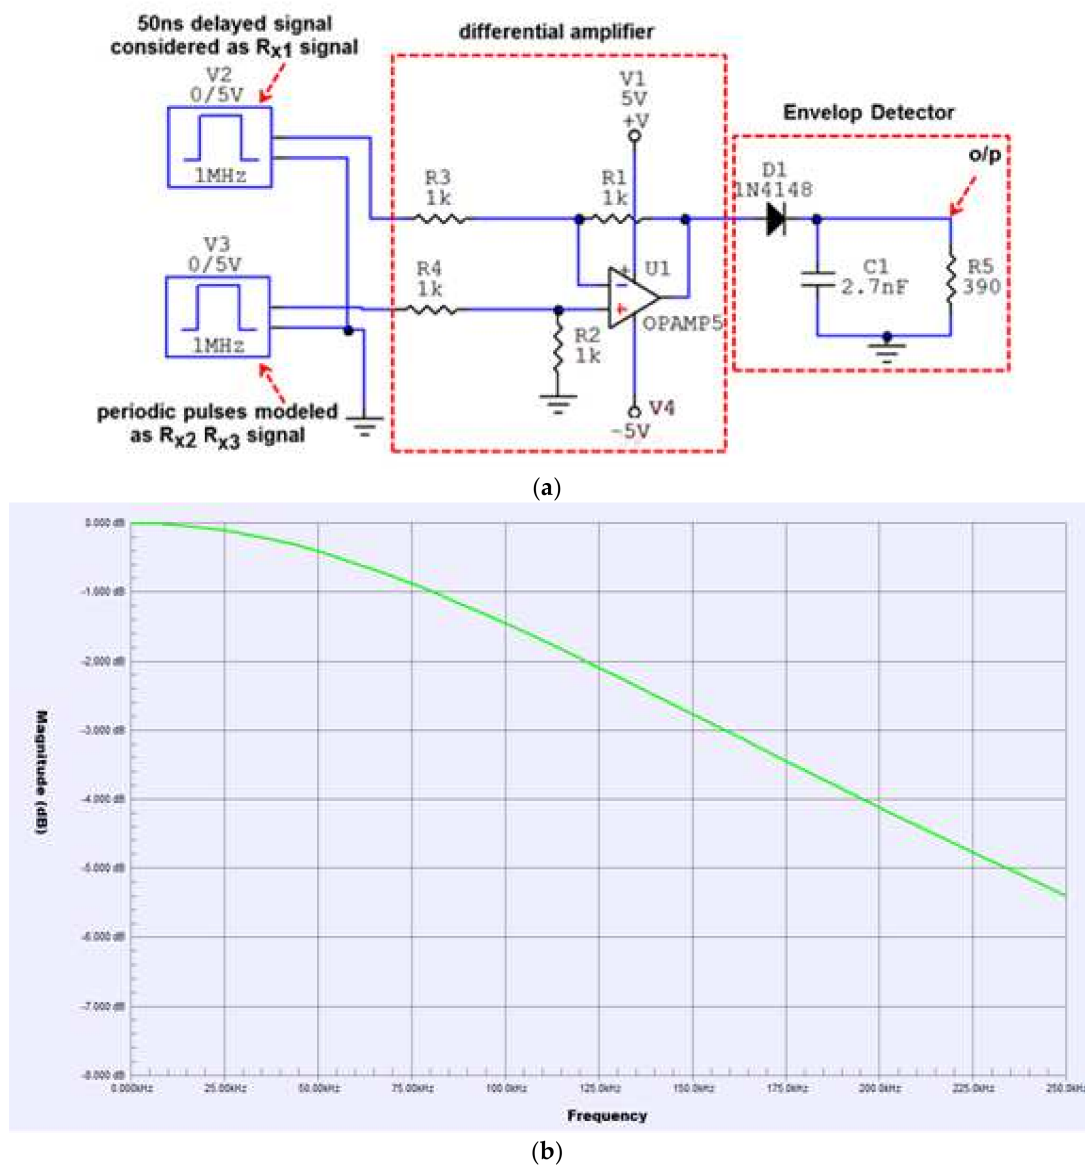 50ns delayed signal
considered as Rx1 signal
differential amplifier
V2
0/5V
1MHz
V1
5V
+V
Envelop Detector
o/p
D1
1N4148
R3
1k
R1
1k
V3
0/5V
1MHz
R4
1k
U1
OPAMP5
C1
2.7nF
R5
390
R2
1k
V4
-5V
periodic pulses modeled
as Rx2 Rx3 signal
(a)
0.000 dB
-1.000 dB
-2.000 dB
-3.000 dB
-4.000 dB
-5.000 dB
-6.000 dB
-7.000 dB
-8.000 dB
Magnitude (dB)
0.000kHz 25.00kHz 50.00kHz 75.00kHz 100.0kHz 125.0kHz 150.0kHz 175.0kHz 200.0kHz 225.0kHz 250.0k
Frequency
(b)